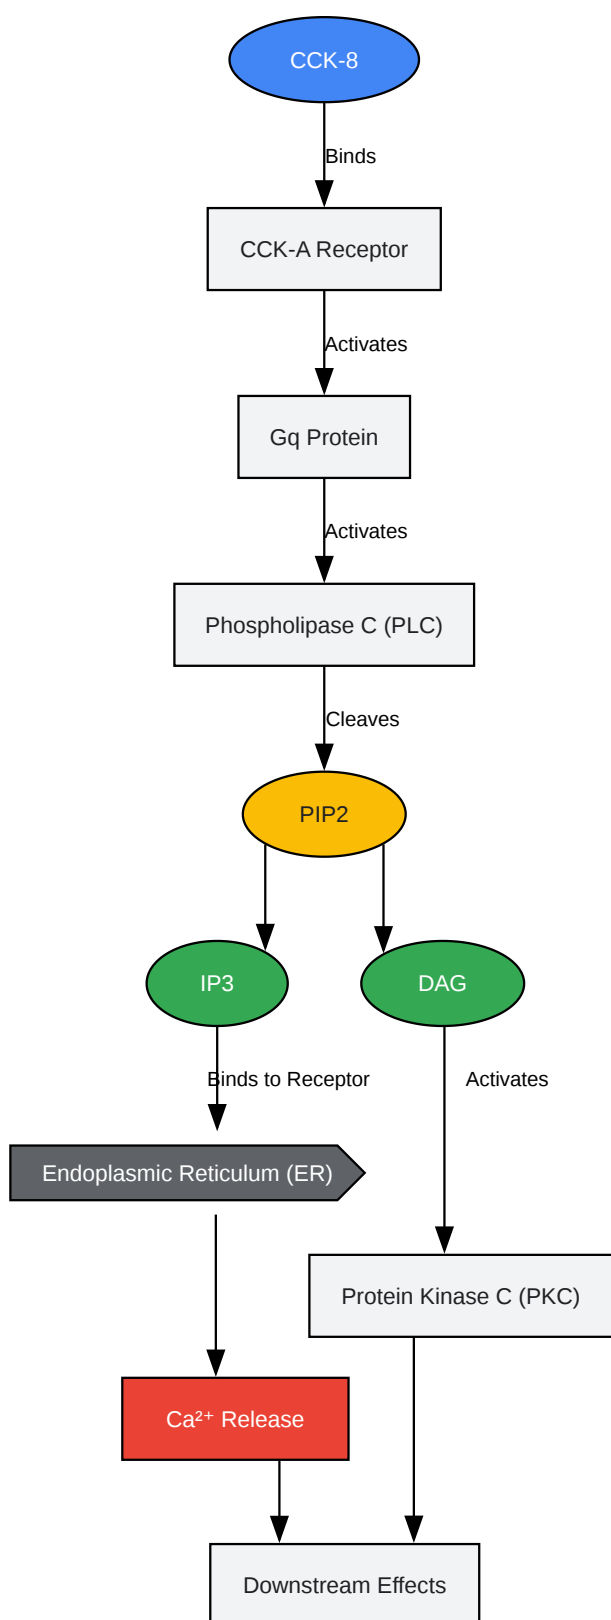 CCK-8
Binds
CCK-A Receptor
Activates
Gq Protein
Activates
Phospholipase C (PLC)
Cleaves
PIP2
IP3
DAG
Binds to Receptor
Activates
Endoplasmic Reticulum (ER)
Protein Kinase C (PKC)
Ca²⁺ Release
Downstream Effects